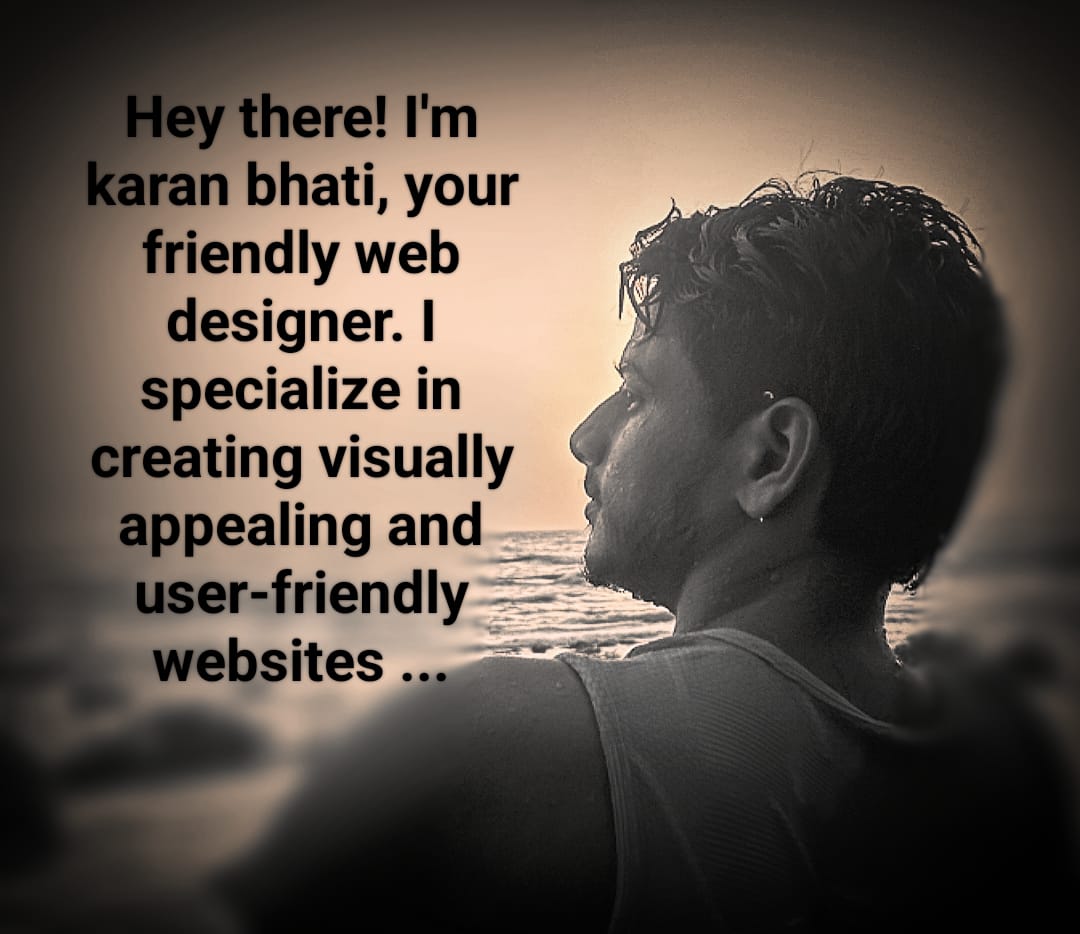 Hey there! I'm
karan bhati, your
friendly web
designer. I
specialize in
creating visually
appealing and
user-friendly
websites ...